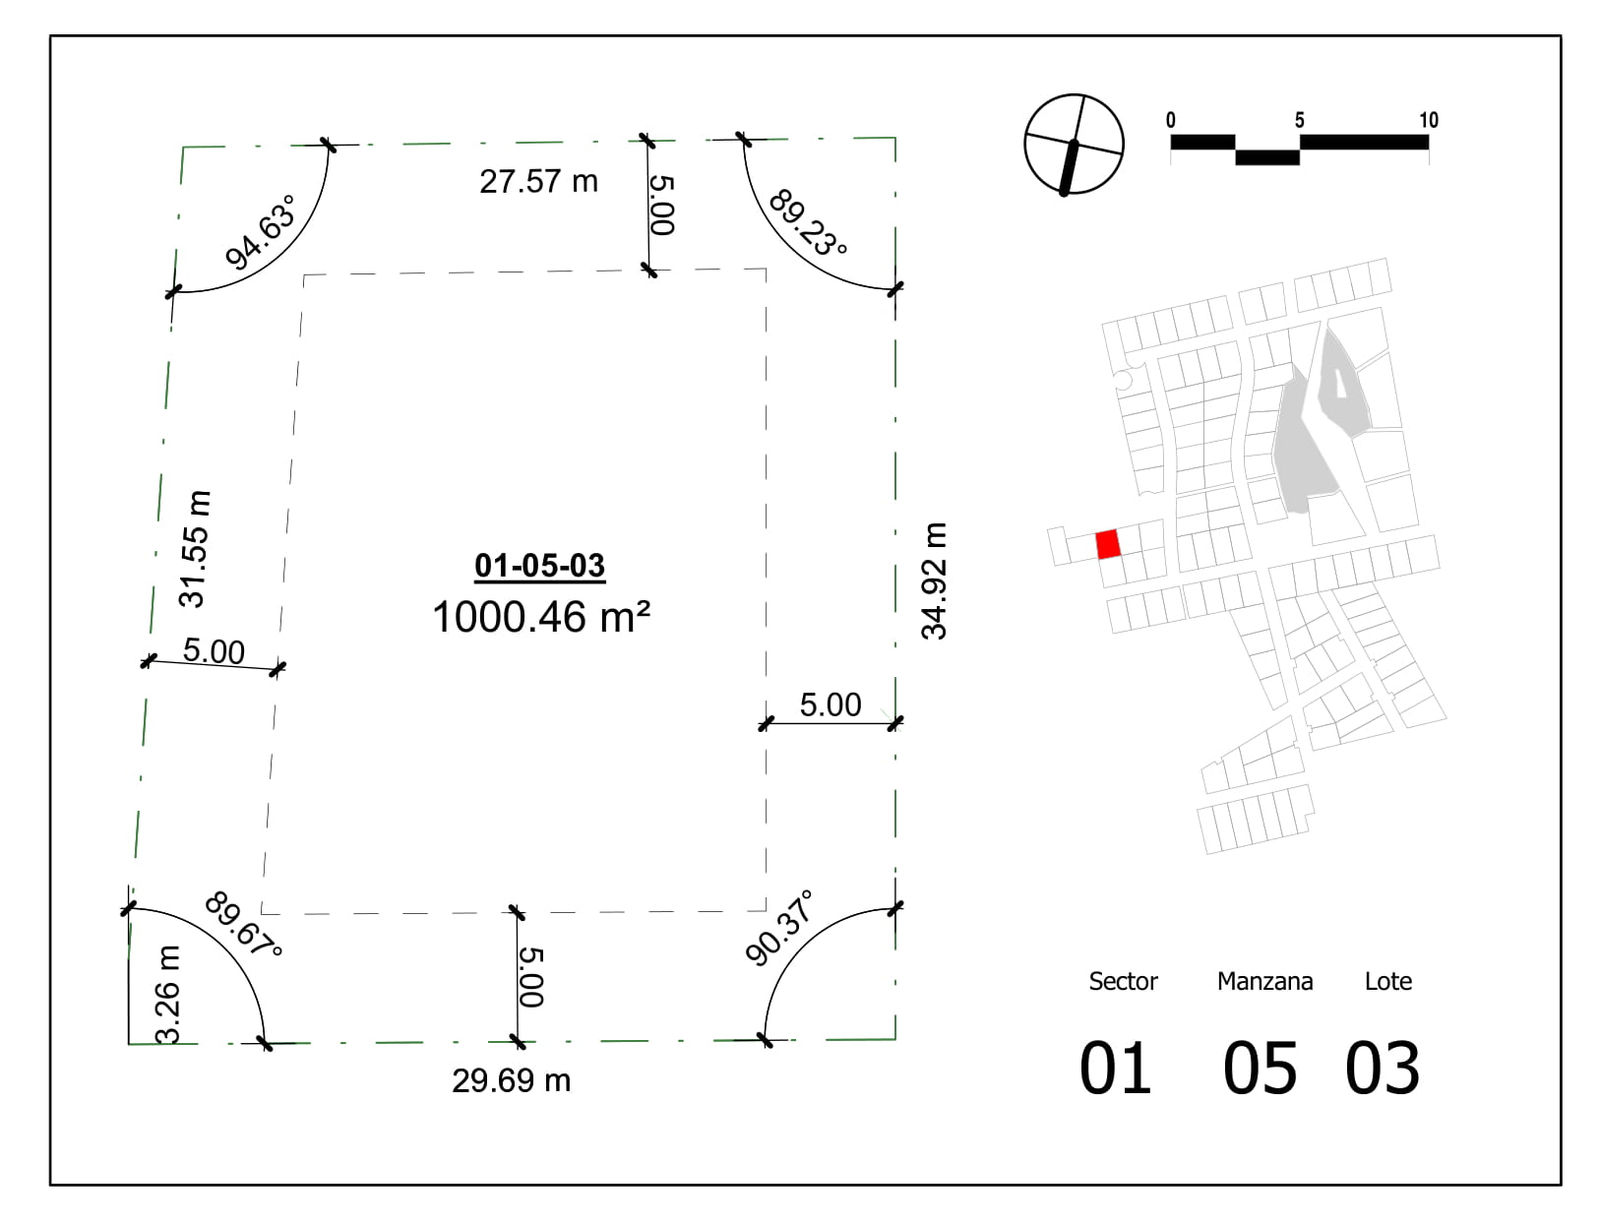 0 5 10
27.57 m
5.00
94.63°
89.23°
31.55 m
01-05-03
1000.46 m²
34.92 m
5.00
5.00
89.67°
90.37°
3.26 m
5.00
29.69 m
Sector Manzana Lote
01 05 03